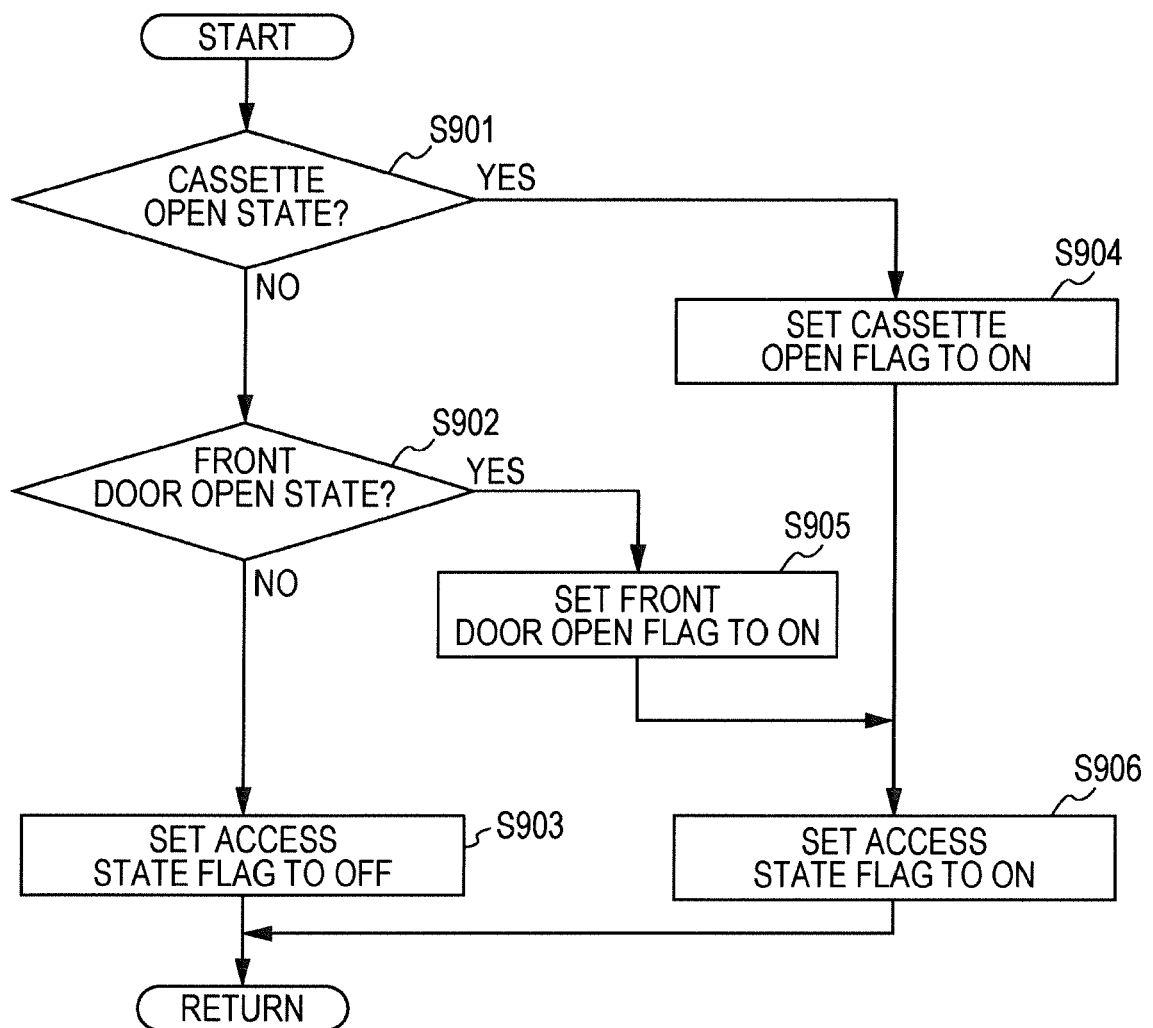 START
S901
CASSETTE
OPEN STATE?
YES
NO
S904
SET CASSETTE
OPEN FLAG TO ON
S902
FRONT
DOOR OPEN STATE?
YES
NO
S905
SET FRONT
DOOR OPEN FLAG TO ON
S903
SET ACCESS
STATE FLAG TO OFF
S906
SET ACCESS
STATE FLAG TO ON
RETURN